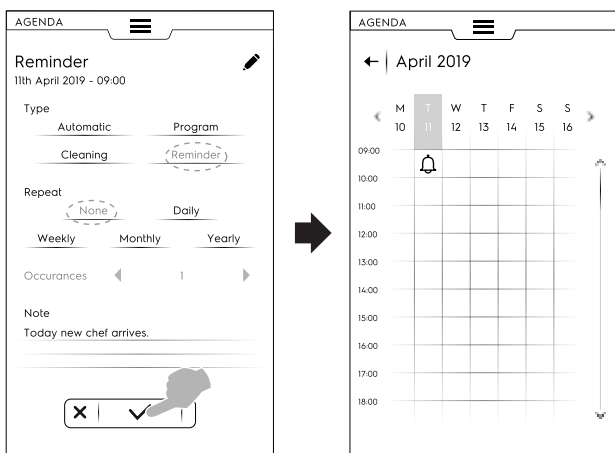 AGENDA
Reminder
11th April 2019 - 09:00
Type
Automatic Program
Cleaning Reminder
Repeat
None Daily
Weekly Monthly Yearly
Occurances 1
Note
Today new chef arrives.
AGENDA
April 2019
M T W T F S S
10 11 12 13 14 15 16
09:00
10:00
11:00
12:00
13:00
14:00
15:00
16:00
17:00
18:00